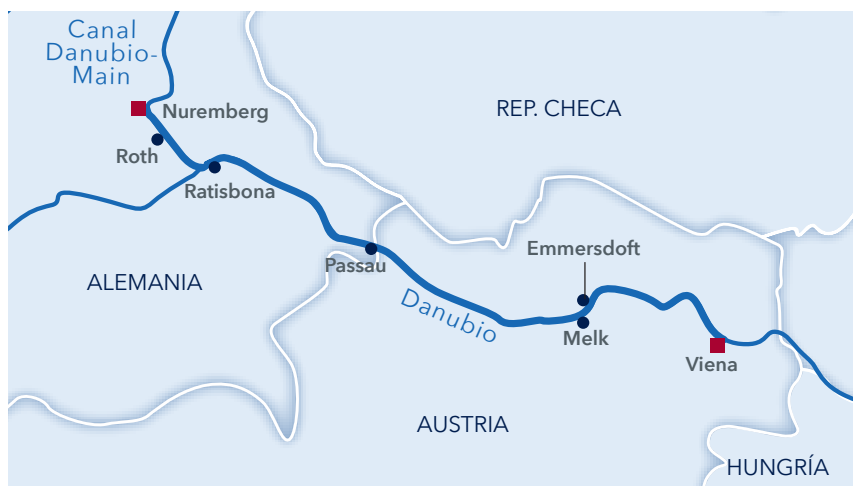 Canal
Danubio-
Main
Nuremberg
REP. CHECA
Roth
Ratisbona
Emmersdoft
Passau
ALEMANIA
Danubio
Melk
Viena
AUSTRIA
HUNGRÍA